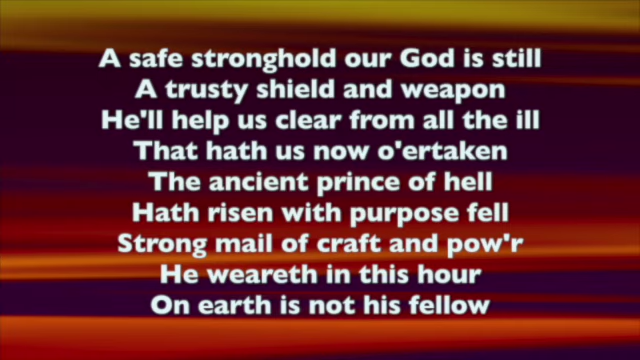 A safe stronghold our God is still
A trusty shield and weapon
He'll help us clear from all the ill
That hath us now o'ertaken
The ancient prince of hell
Hath risen with purpose fell
Strong mail of craft and pow'r
He weareth in this hour
On earth is not his fellow